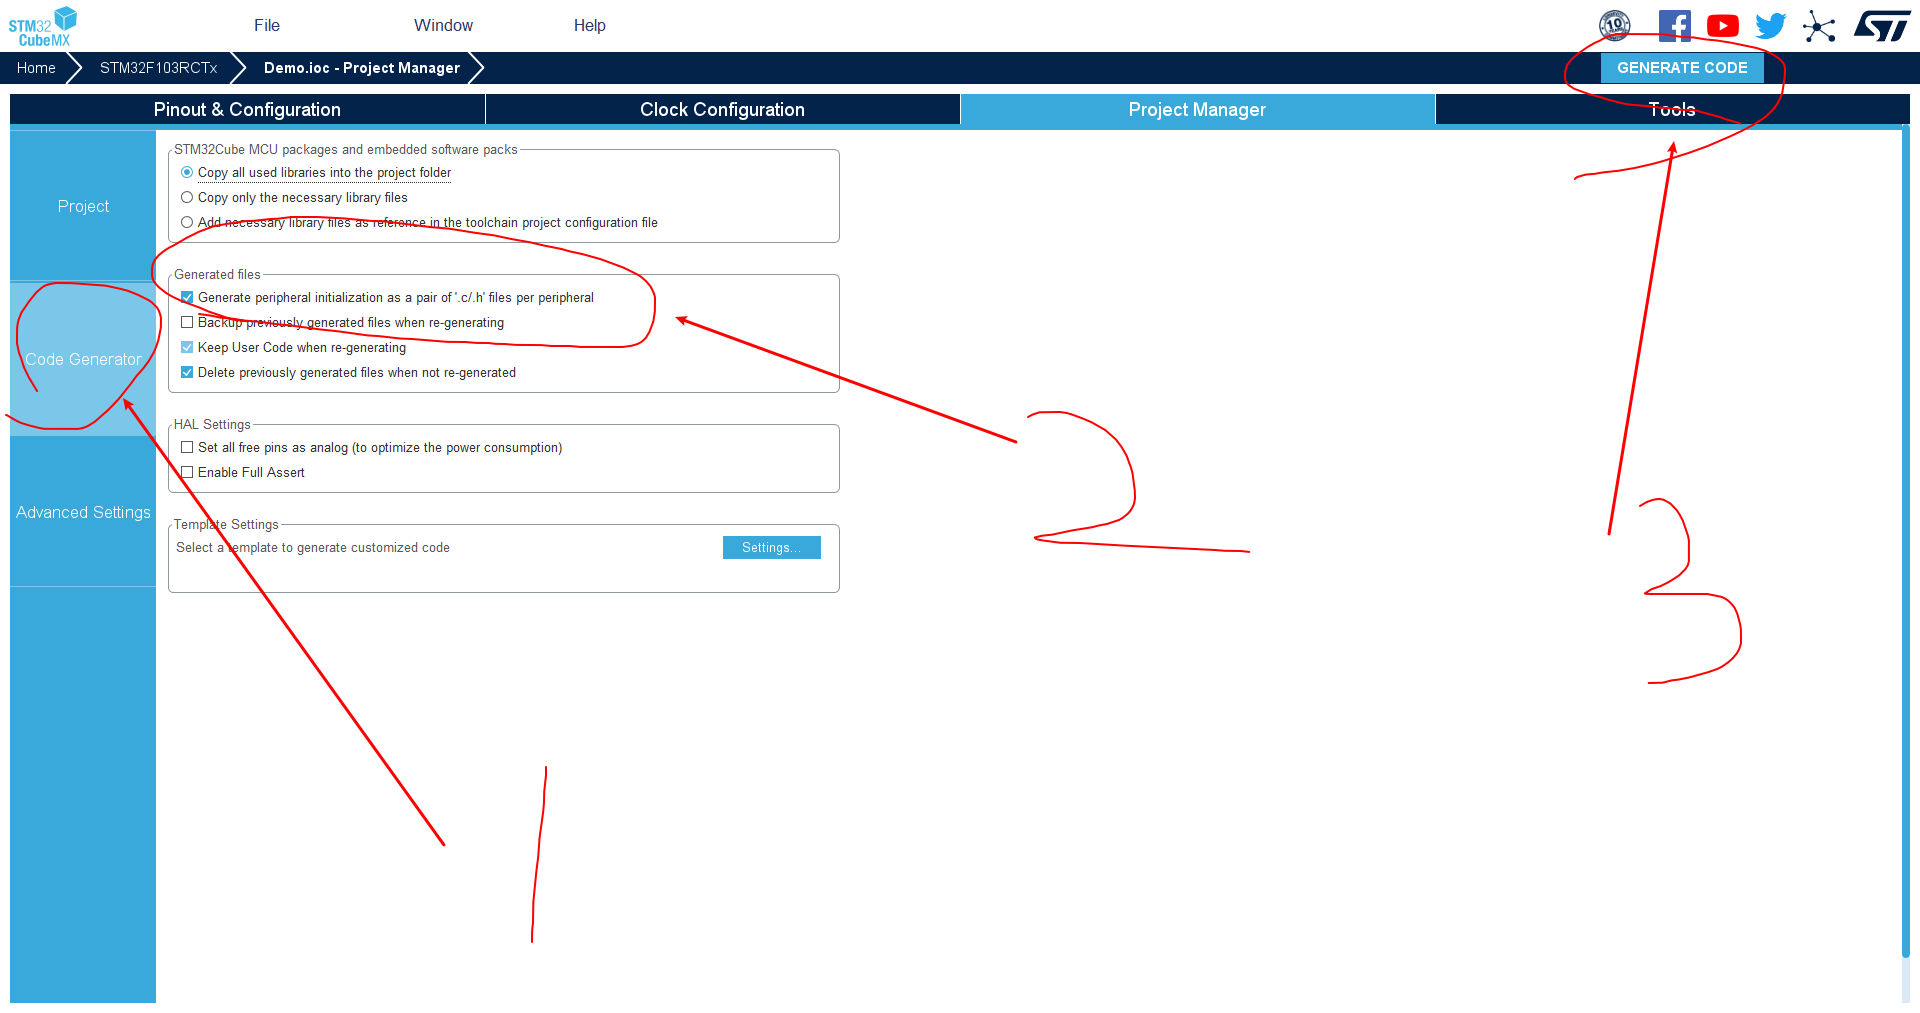 STM32
CubeMX
File
Window
Help
10
ST
Home
STM32F103RCTx
Demo.ioc - Project Manager
GENERATE CODE
Pinout & Configuration
Clock Configuration
Project Manager
Tools
Project
Code Generator
Advanced Settings
STM32Cube MCU packages and embedded software packs
Copy all used libraries into the project folder
Copy only the necessary library files
Add necessary library files as reference in the toolchain project configuration file
Generated files
Generate peripheral initialization as a pair of '.c/.h' files per peripheral
Backup previously generated files when re-generating
Keep User Code when re-generating
Delete previously generated files when not re-generated
HAL Settings
Set all free pins as analog (to optimize the power consumption)
Enable Full Assert
Template Settings
Select a template to generate customized code
Settings...
1
2
3